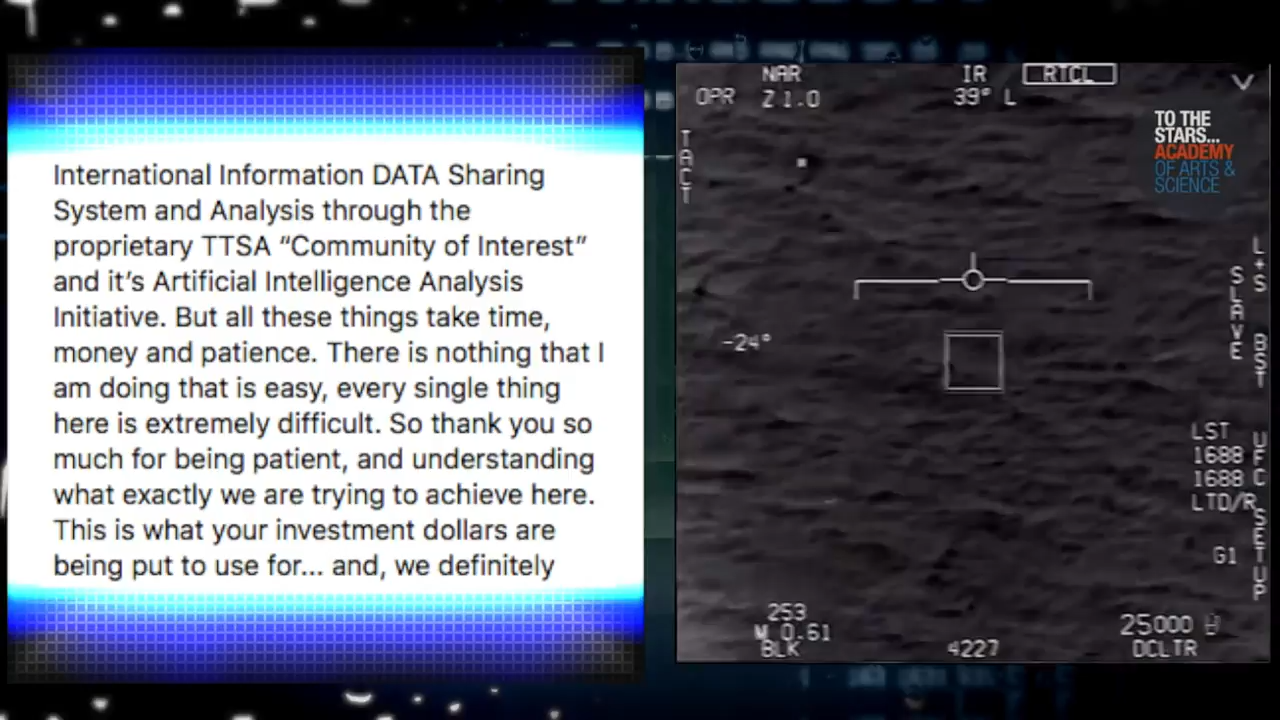 International Information DATA Sharing
System and Analysis through the
proprietary TTSA “Community of Interest”
and it’s Artificial Intelligence Analysis
Initiative. But all these things take time,
money and patience. There is nothing that I
am doing that is easy, every single thing
here is extremely difficult. So thank you so
much for being patient, and understanding
what exactly we are trying to achieve here.
This is what your investment dollars are
being put to use for... and, we definitely
NAR
IR
RTCL
OPR
Z 1.0
39° L
TACT
TO THE
STARS...
ACADEMY
OF ARTS &
SCIENCE
L+S
SLAVE
BST
-24°
LST
1688
1688
LTD/R
UFC
SETUP
G1
253
M 0.61
BLK
4227
25000
DCLTR